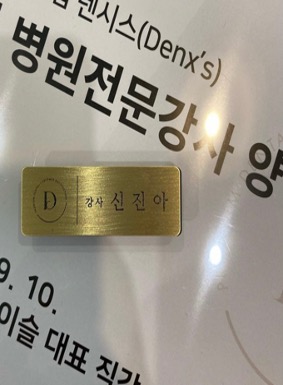 덴시스(Denx's)
병원전문강사 양
D 강사 신진아
9. 10.
이슬 대표 직강